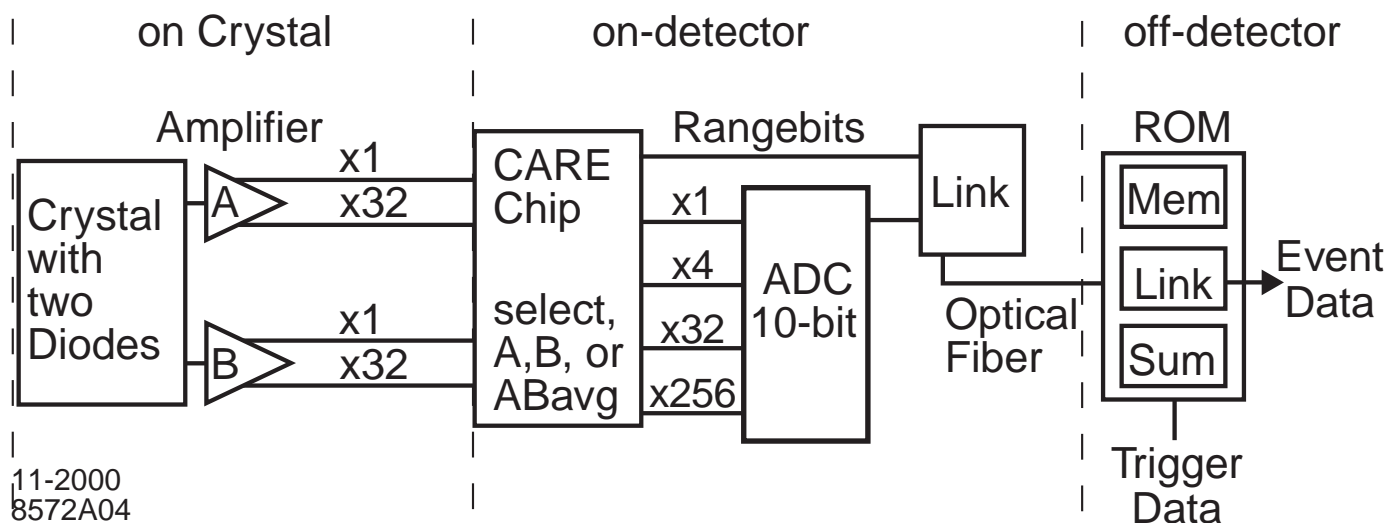 on Crystal
on-detector
off-detector
Amplifier
Rangebits
ROM
Crystal
with
two
Diodes
A
x1
x32
B
x1
x32
CARE
Chip
select,
A,B, or
ABavg
x1
x4
x32
x256
ADC
10-bit
Link
Optical
Fiber
Mem
Link
Sum
Event
Data
Trigger
Data
11-2000
8572A04